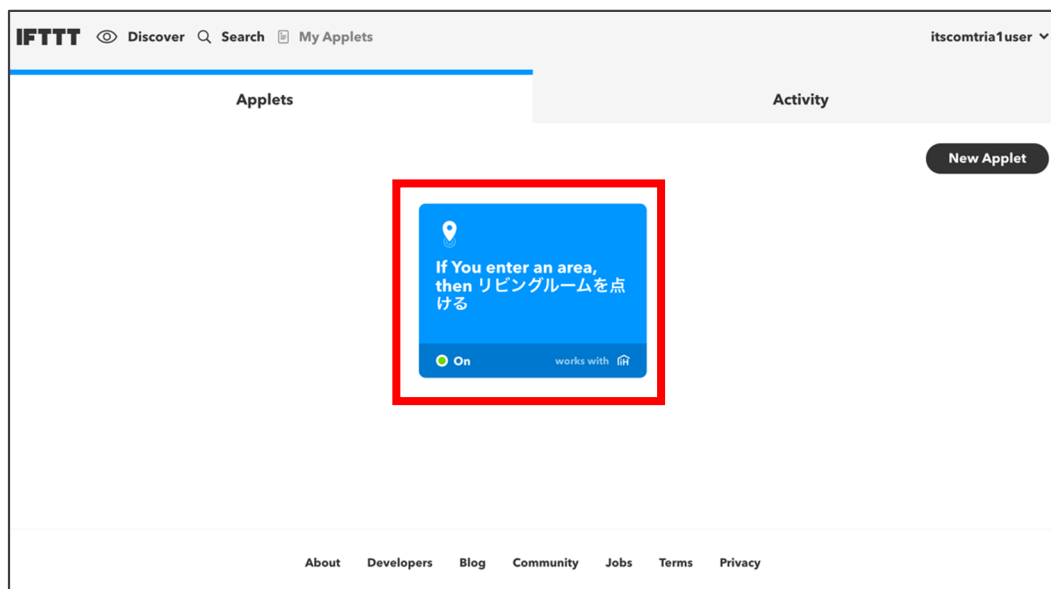 IFTTT Discover Search My Applets itscomtria1user
Applets Activity
New Applet
If You enter an area,
then リビングルームを点
ける
On works with
About Developers Blog Community Jobs Terms Privacy